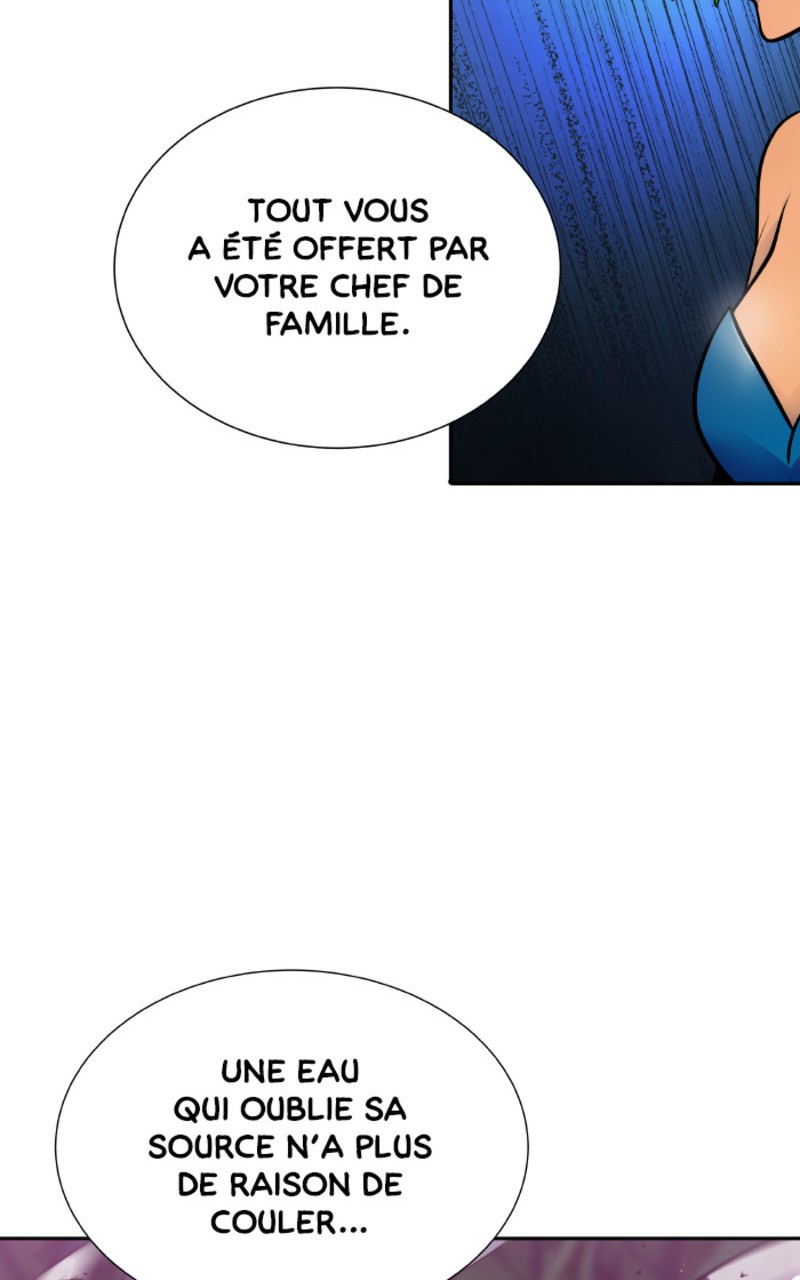 TOUT VOUS
A ÉTÉ OFFERT PAR
VOTRE CHEF DE
FAMILLE.
UNE EAU
QUI OUBLIE SA
SOURCE N'A PLUS
DE RAISON DE
COULER...